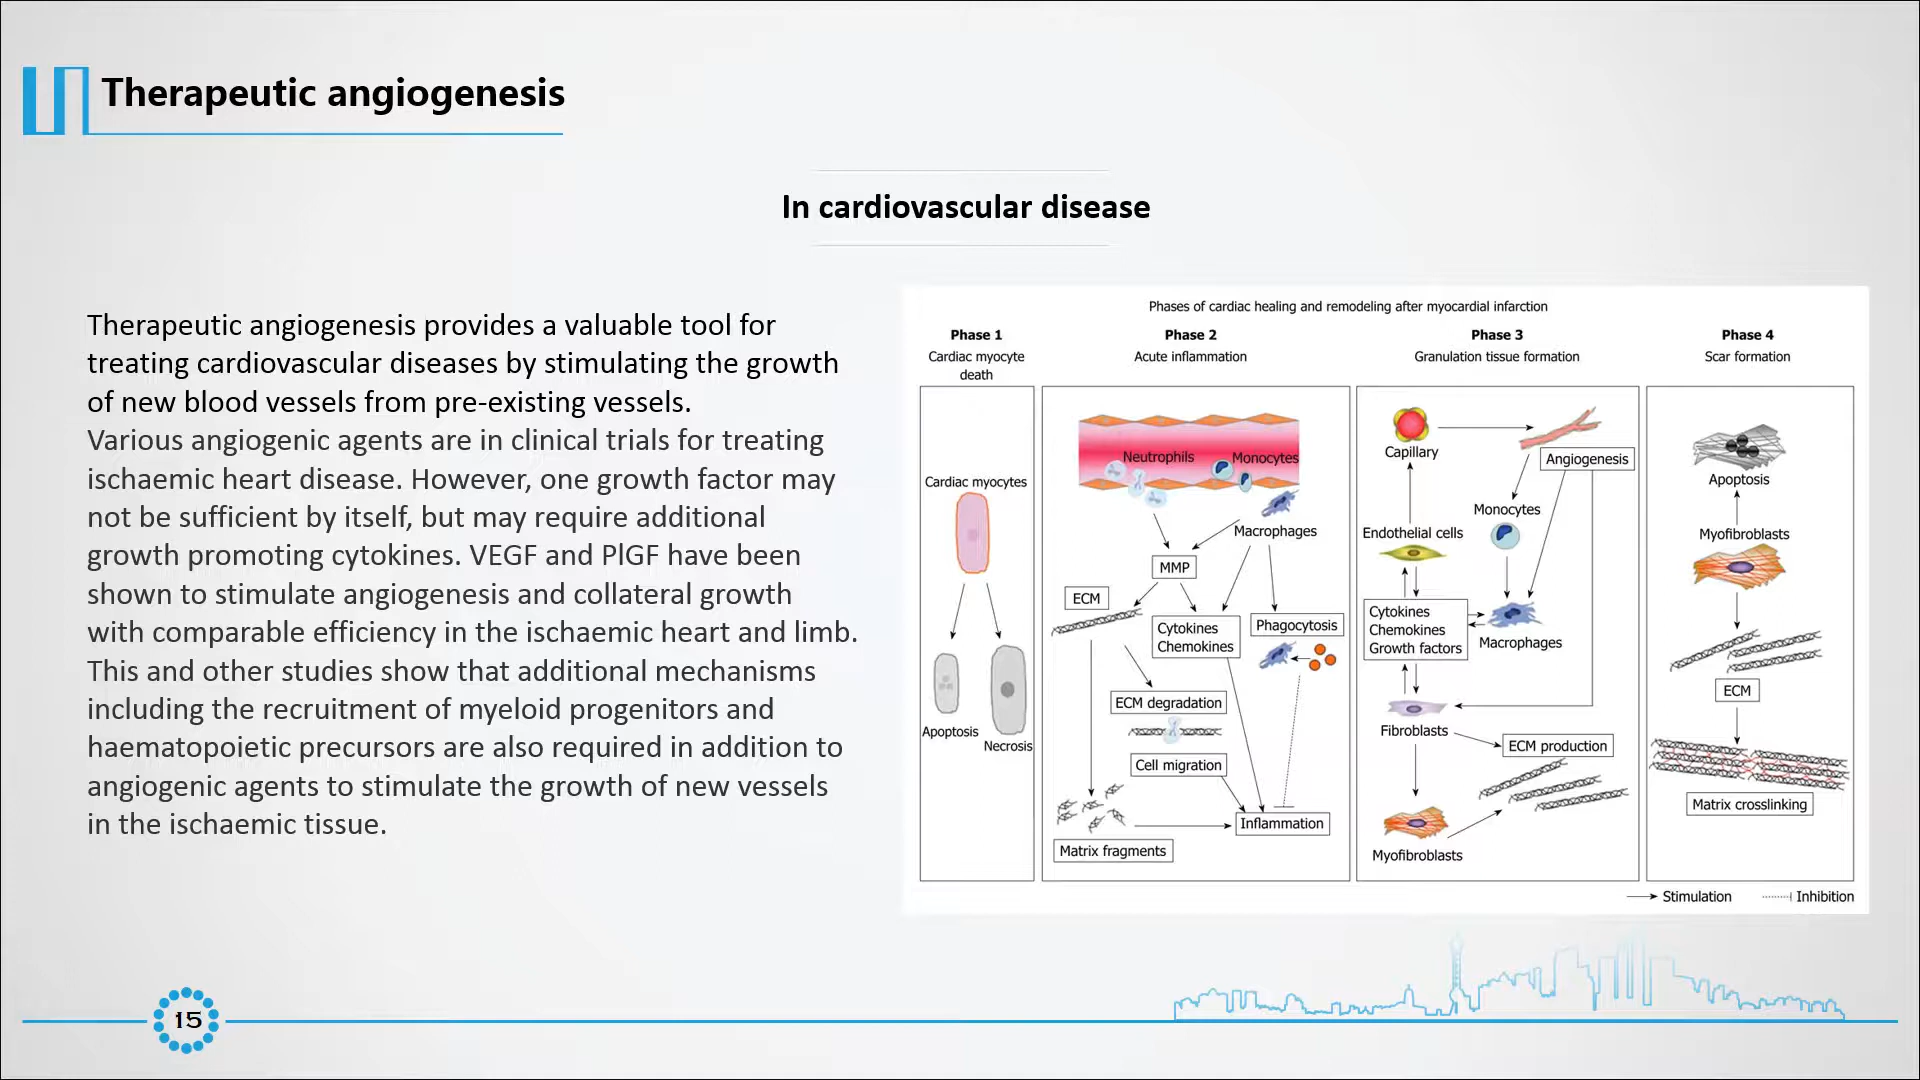 Therapeutic angiogenesis
In cardiovascular disease
Therapeutic angiogenesis provides a valuable tool for
treating cardiovascular diseases by stimulating the growth
of new blood vessels from pre-existing vessels.
Various angiogenic agents are in clinical trials for treating
ischaemic heart disease. However, one growth factor may
not be sufficient by itself, but may require additional
growth promoting cytokines. VEGF and PlGF have been
shown to stimulate angiogenesis and collateral growth
with comparable efficiency in the ischaemic heart and limb.
This and other studies show that additional mechanisms
including the recruitment of myeloid progenitors and
haematopoietic precursors are also required in addition to
angiogenic agents to stimulate the growth of new vessels
in the ischaemic tissue.
Phases of cardiac healing and remodeling after myocardial infarction
Phase 1
Cardiac myocyte
death
Cardiac myocytes
Apoptosis
Necrosis
Phase 2
Acute inflammation
Neutrophils
Monocytes
Macrophages
MMP
ECM
Cytokines
Chemokines
Phagocytosis
ECM degradation
Cell migration
Inflammation
Matrix fragments
Phase 3
Granulation tissue formation
Capillary
Angiogenesis
Monocytes
Endothelial cells
Cytokines
Chemokines
Growth factors
Macrophages
Fibroblasts
ECM production
Myofibroblasts
Phase 4
Scar formation
Apoptosis
Myofibroblasts
ECM
Matrix crosslinking
Stimulation
Inhibition
15